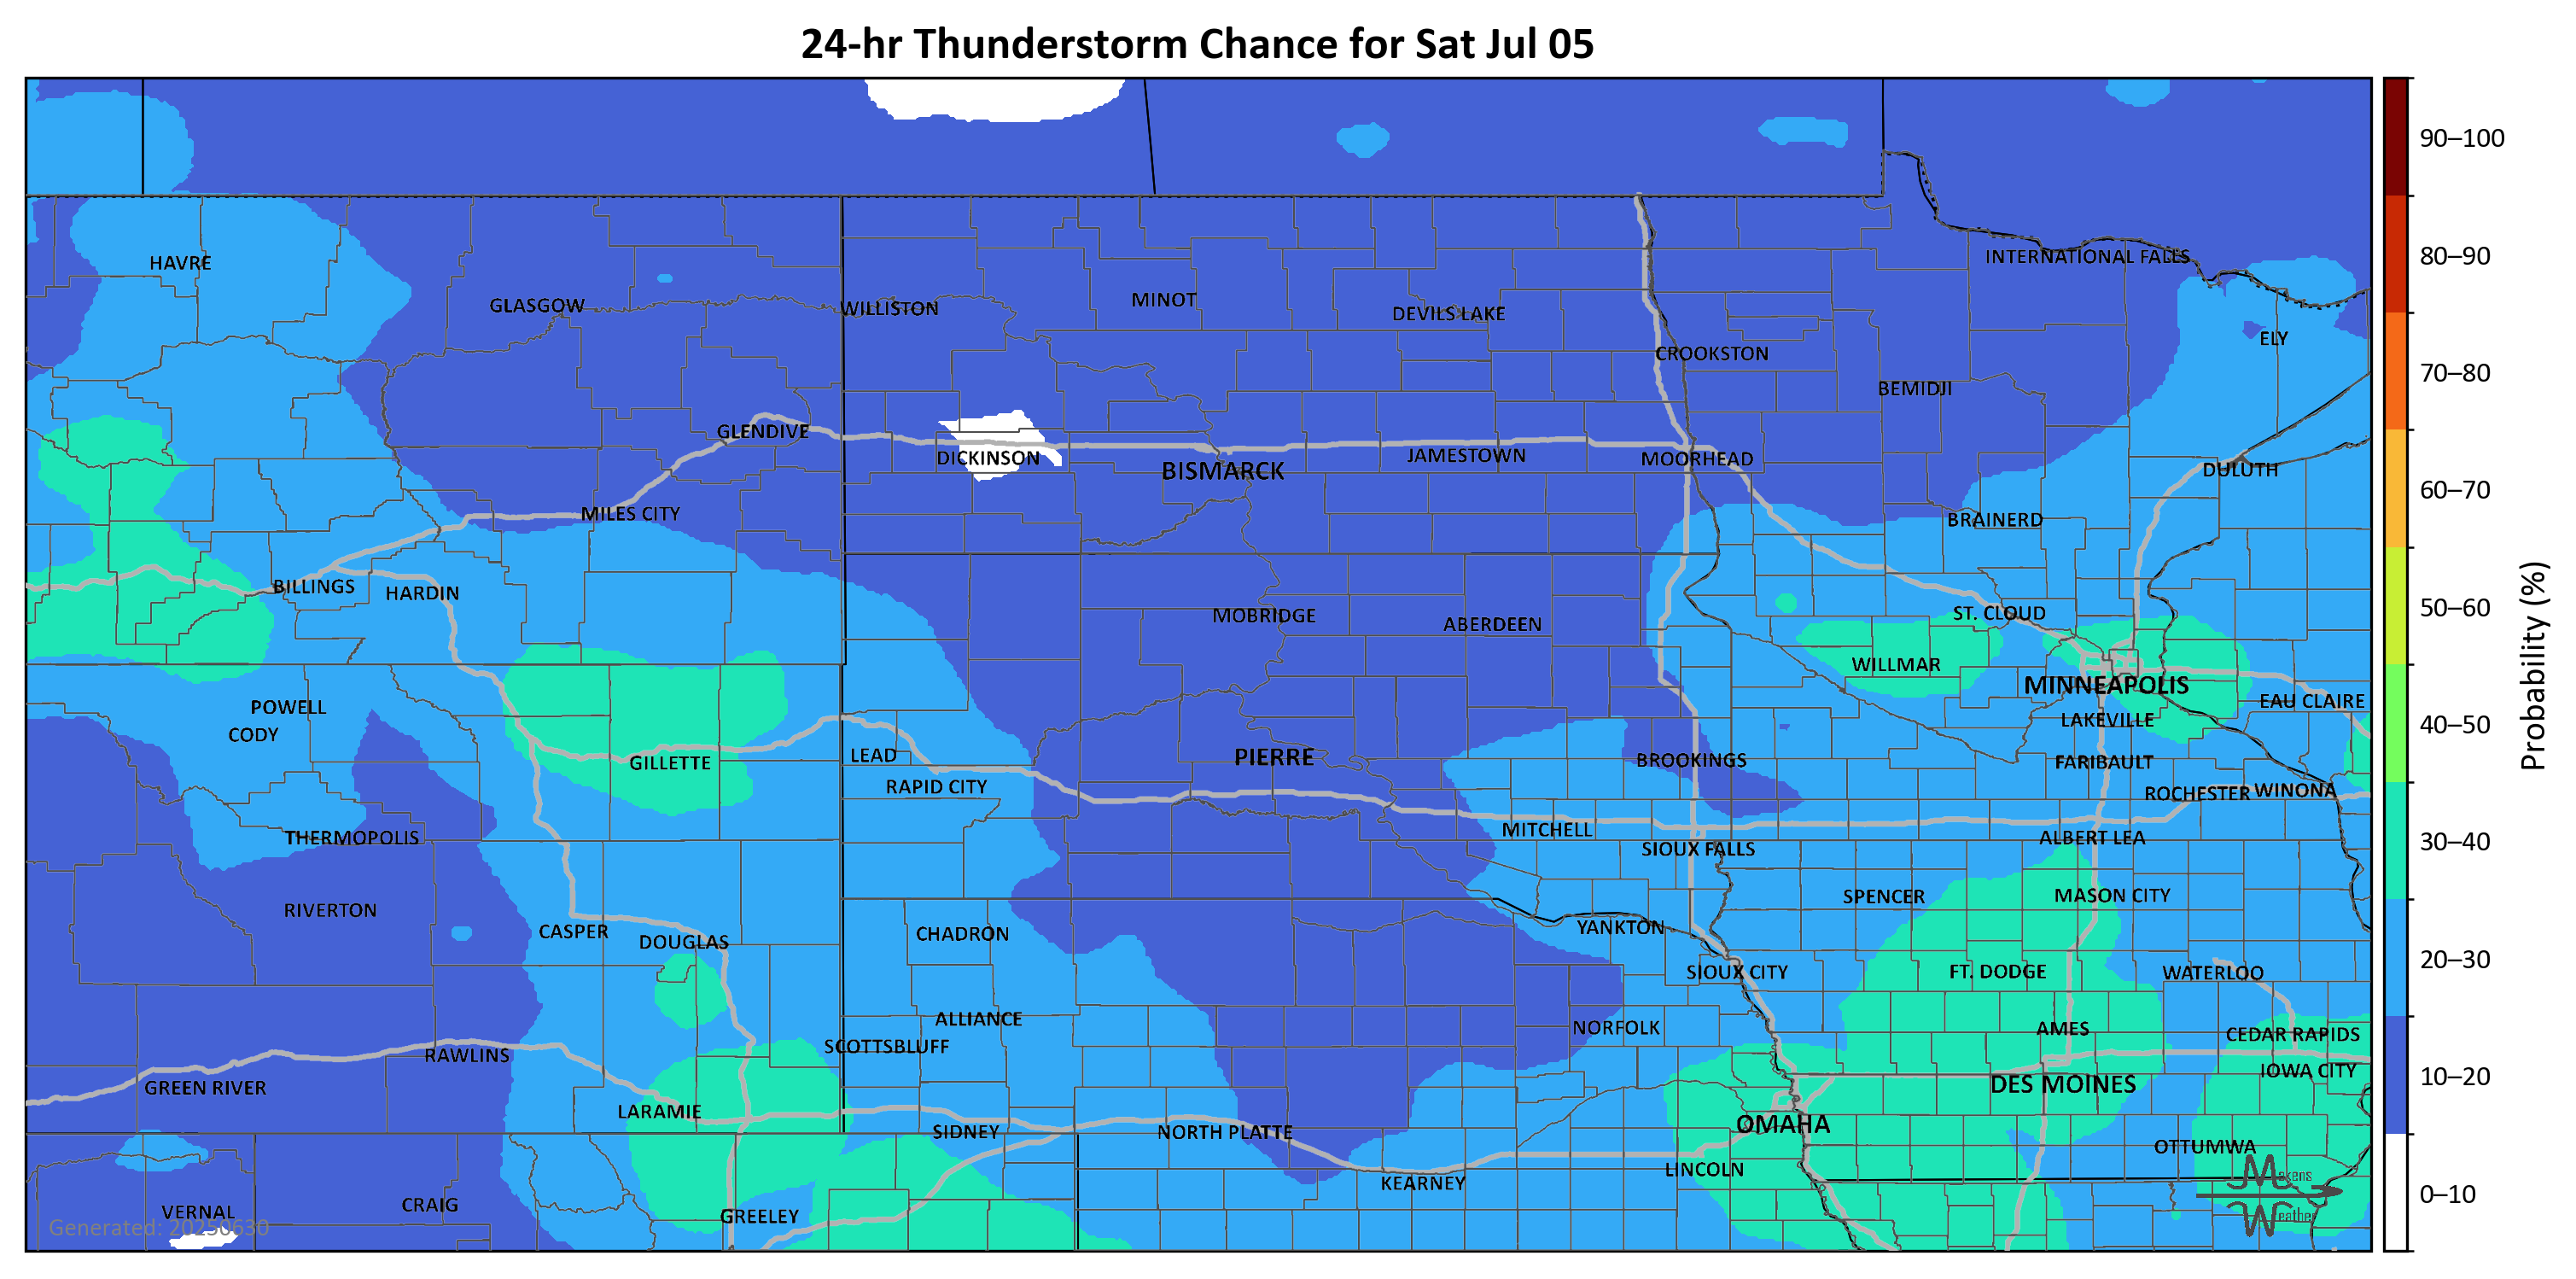 24-hr Thunderstorm Chance for Sat Jul 05
90–100
INTERNATIONAL FALLS
80–90
HAVRE
GLASGOW
WILLISTON
MINOT
DEVILS LAKE
ELY
CROOKSTON
70–80
BEMIDJI
GLENDIVE
DICKINSON
BISMARCK
JAMESTOWN
MOORHEAD
DULUTH
60–70
MILES CITY
BRAINERD
BILLINGS
HARDIN
MOBRIDGE
ABERDEEN
ST. CLOUD
50–60
WILLMAR
MINNEAPOLIS
EAU CLAIRE
Probability (%)
POWELL
CODY
LAKEVILLE
40–50
LEAD
PIERRE
BROOKINGS
FARIBAULT
GILLETTE
RAPID CITY
ROCHESTER
WINONA
THERMOPOLIS
MITCHELL
ALBERT LEA
30–40
SIOUX FALLS
RIVERTON
SPENCER
MASON CITY
CASPER
DOUGLAS
CHADRON
YANKTON
20–30
SIOUX CITY
FT. DODGE
WATERLOO
ALLIANCE
NORFOLK
AMES
CEDAR RAPIDS
SCOTTSBLUFF
RAWLINS
IOWA CITY
GREEN RIVER
DES MOINES
10–20
LARAMIE
OMAHA
SIDNEY
NORTH PLATTE
OTTUMWA
LINCOLN
KEARNEY
Makens
0–10
VERNAL
CRAIG
GREELEY
Weather
Generated: 20250630